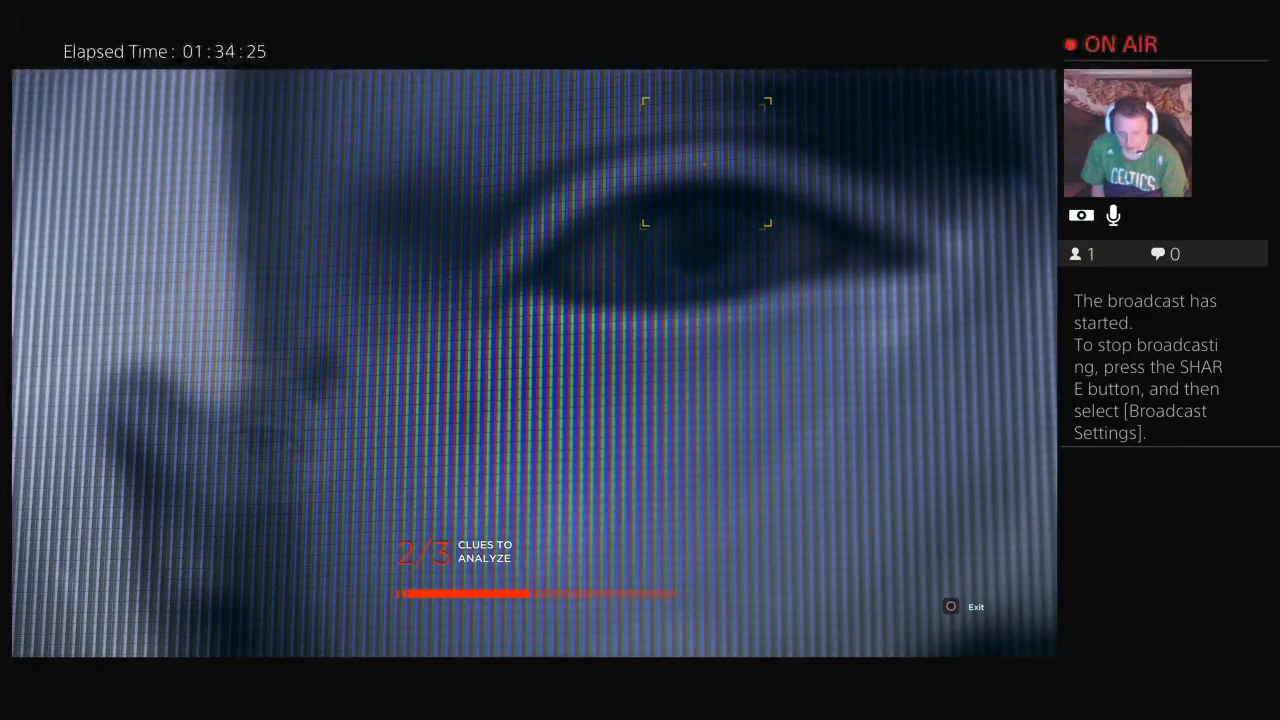 Elapsed Time: 01:34:25
ON AIR
CELTICS
1 0
The broadcast has
started.
To stop broadcasti
ng, press the SHAR
E button, and then
select [Broadcast
Settings].
2/3 CLUES TO
ANALYZE
Exit